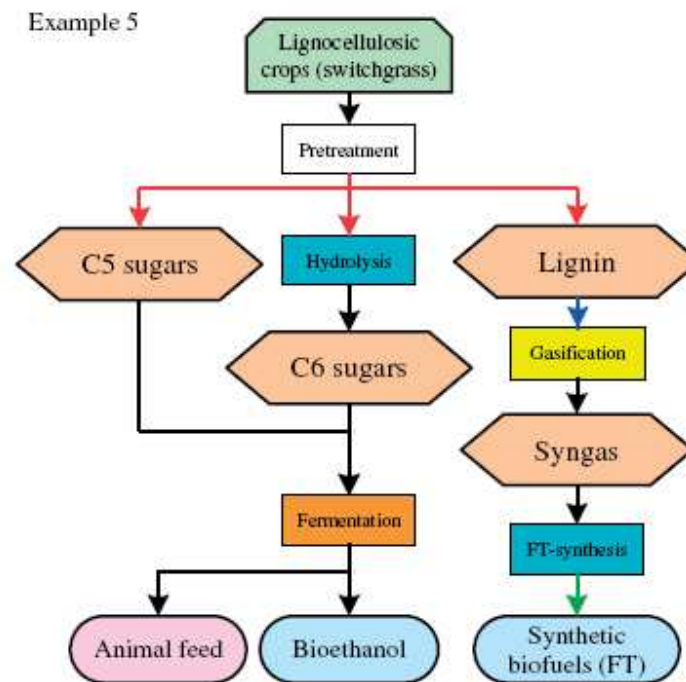 Example 5
Lignocellulosic
crops (switchgrass)
Pretreatment
C5 sugars
Hydrolysis
Lignin
C6 sugars
Gasification
Syngas
Fermentation
FT-synthesis
Animal feed
Bioethanol
Synthetic
biofuels (FT)